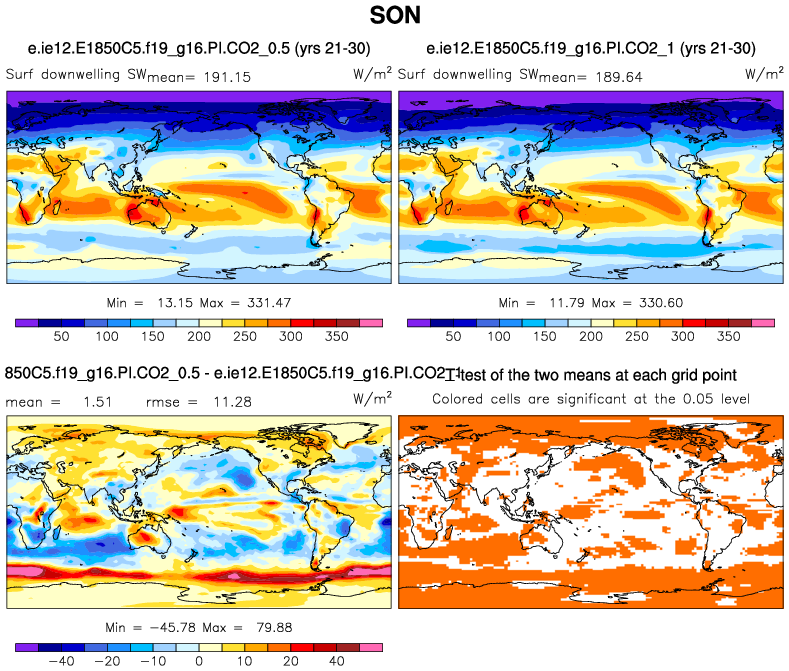 SON
e.ie12.E1850C5.f19_g16.PI.CO2_0.5 (yrs 21-30)
Surf downwelling SW mean= 191.15 W/m²
Min = 13.15 Max = 331.47
50 100 150 200 250 300 350
e.ie12.E1850C5.f19_g16.PI.CO2_1 (yrs 21-30)
Surf downwelling SW mean= 189.64 W/m²
Min = 11.79 Max = 330.60
50 100 150 200 250 300 350
850C5.f19_g16.PI.CO2_0.5 - e.ie12.E1850C5.f19_g16.PI.CO2_1
mean = 1.51 rmse = 11.28 W/m²
Min = -45.78 Max = 79.88
-40 -20 -10 0 10 20 40
T-test of the two means at each grid point
Colored cells are significant at the 0.05 level